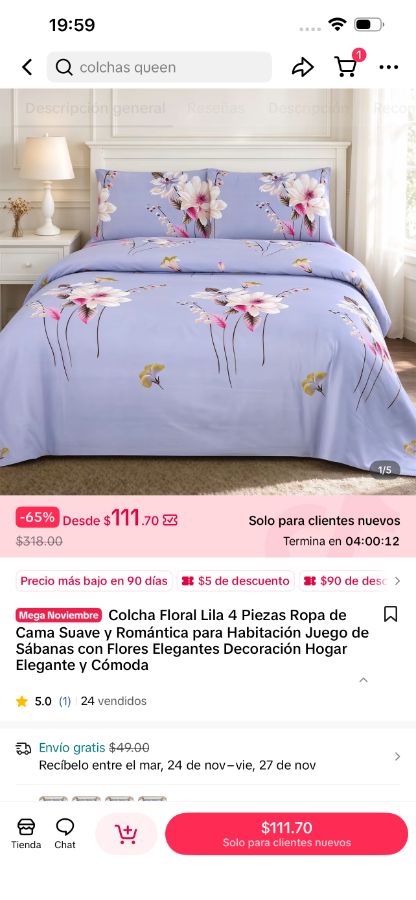 19:59
colchas queen
1
Descripción general Reseñas Descripción Recom
1/5
-65% Desde $111.70
Solo para clientes nuevos
$318.00
Termina en 04:00:12
Precio más bajo en 90 días
$5 de descuento
$90 de desc
Mega Noviembre Colcha Floral Lila 4 Piezas Ropa de
Cama Suave y Romántica para Habitación Juego de
Sábanas con Flores Elegantes Decoración Hogar
Elegante y Cómoda
5.0 (1) 24 vendidos
Envío gratis $49.00
Recíbelo entre el mar, 24 de nov–vie, 27 de nov
Tienda
Chat
$111.70
Solo para clientes nuevos